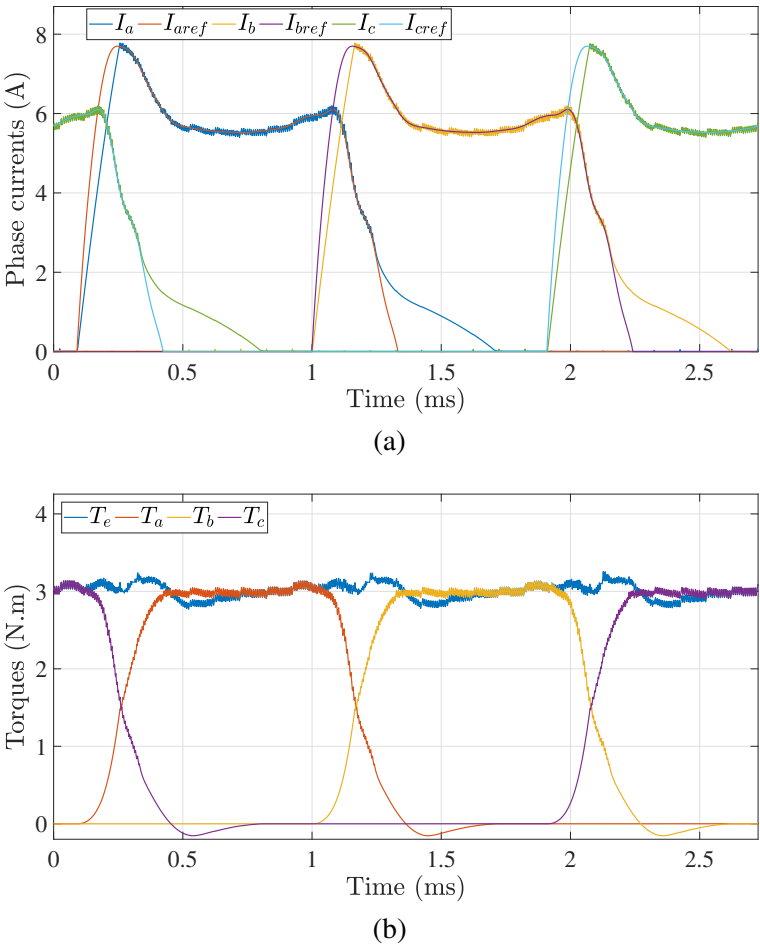 I_a I_aref I_b I_bref I_c I_cref
8
6
4
2
0
Phase currents (A)
0 0.5 1 1.5 2 2.5
Time (ms)
(a)
T_e T_a T_b T_c
4
3
2
1
0
Torques (N.m)
0 0.5 1 1.5 2 2.5
Time (ms)
(b)